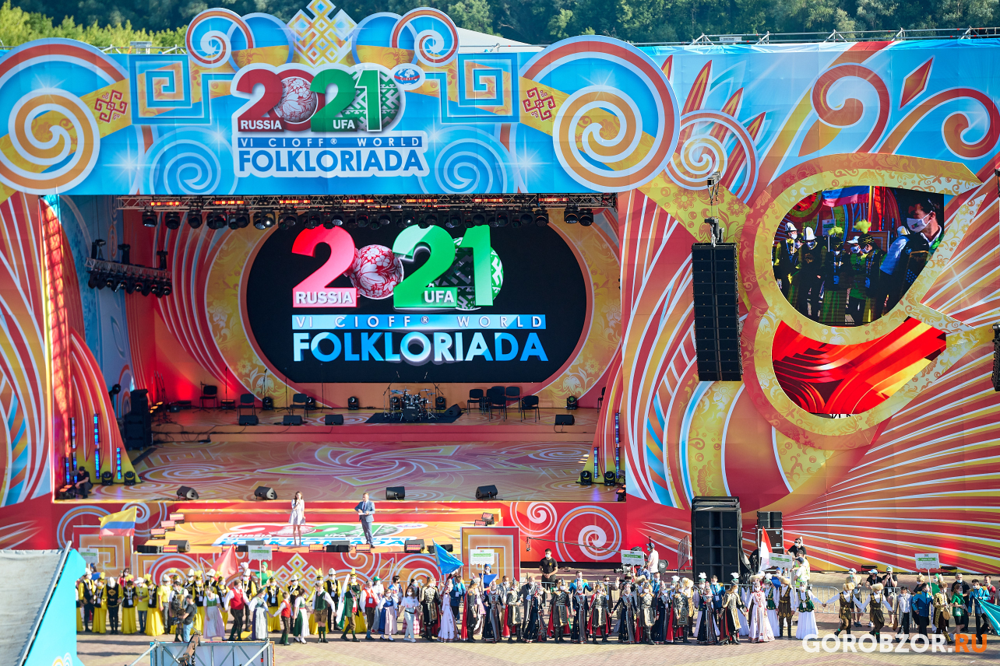 2021
RUSSIA UFA
VI CIOFF® WORLD
FOLKLORIADA
2021
RUSSIA UFA
VI CIOFF® WORLD
FOLKLORIADA
GOROBZOR.RU